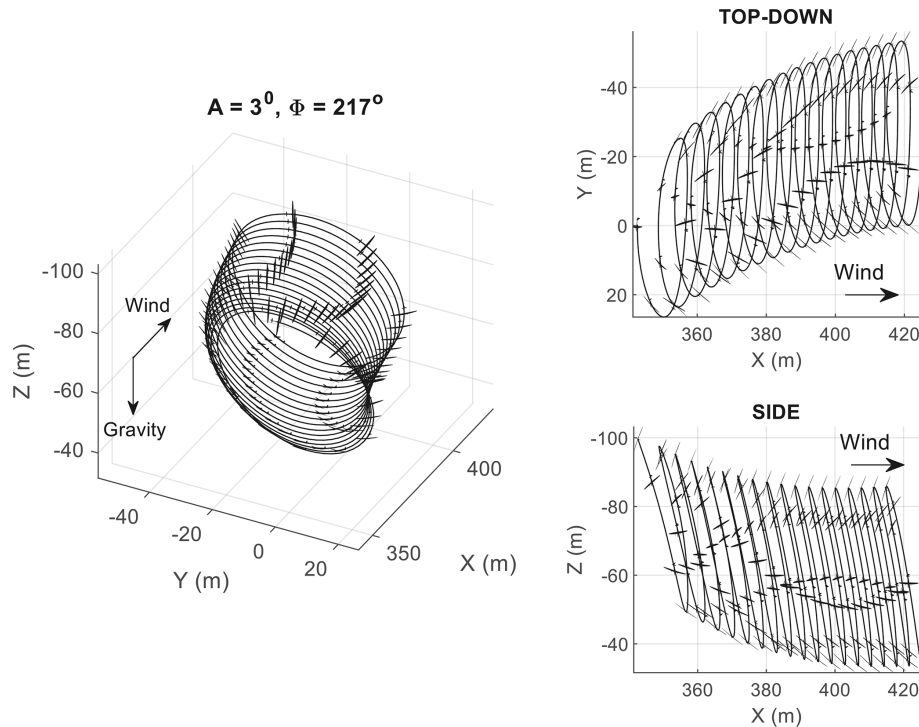 A = 3⁰, Φ = 217°
-100
-80
-60
-40
Z (m)
Wind
Gravity
-40
-20
0
20
Y (m)
350
400
X (m)
TOP-DOWN
-40
-20
0
20
Y (m)
Wind
360
380
400
420
X (m)
SIDE
-100
-80
-60
-40
Z (m)
Wind
360
380
400
420
X (m)